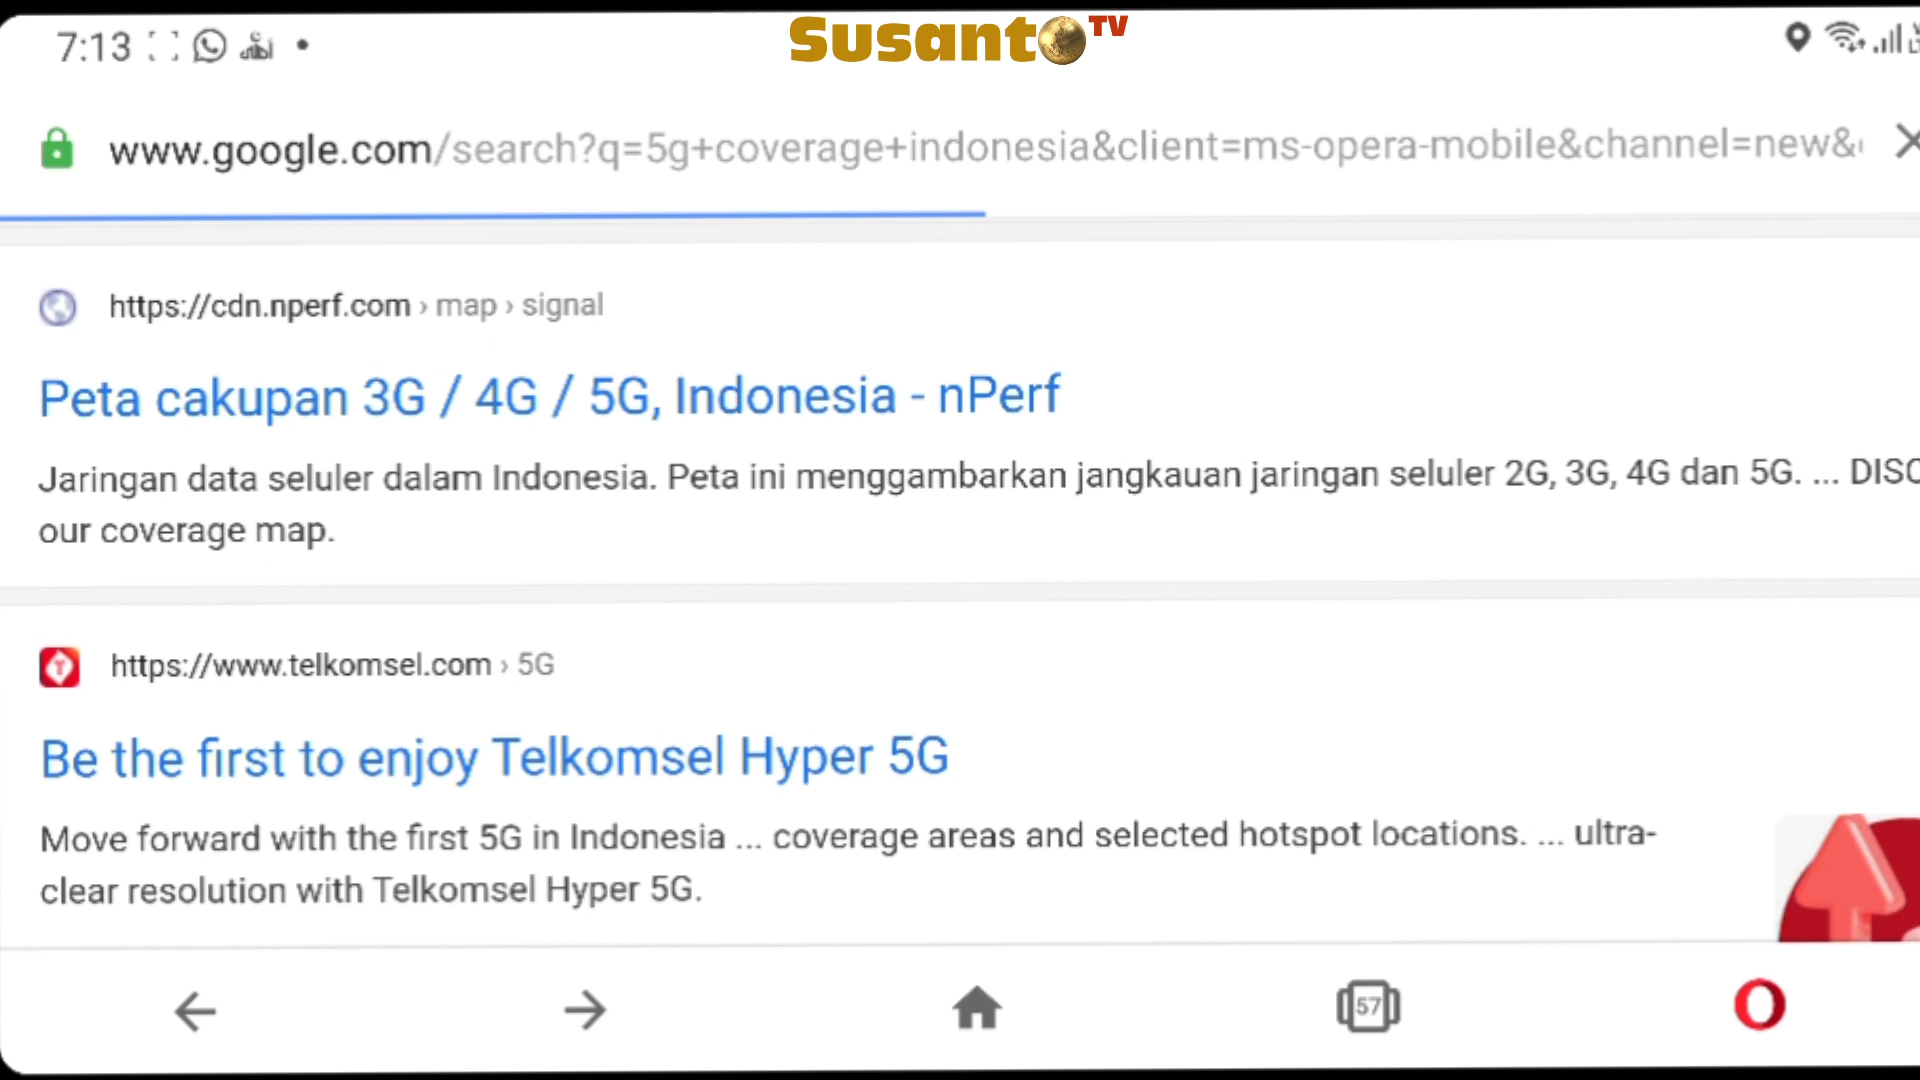 SusantoTV
7:13
www.google.com/search?q=5g+coverage+indonesia&client=ms-opera-mobile&channel=new&
https://cdn.nperf.com › map › signal
Peta cakupan 3G / 4G / 5G, Indonesia - nPerf
Jaringan data seluler dalam Indonesia. Peta ini menggambarkan jangkauan jaringan seluler 2G, 3G, 4G dan 5G. ...
our coverage map.
https://www.telkomsel.com › 5G
Be the first to enjoy Telkomsel Hyper 5G
Move forward with the first 5G in Indonesia ... coverage areas and selected hotspot locations. ... ultra-
clear resolution with Telkomsel Hyper 5G.
57